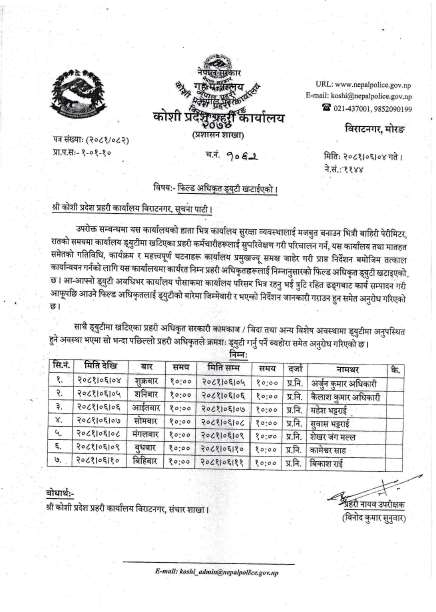 नेपाल सरकार
गृह मन्त्रालय
कोशी प्रदेश प्रहरी कार्यालय
(प्रशासन शाखा)
URL: www.nepalpolice.gov.np
E-mail: koshi@nepalpolice.gov.np
☎ 021-437001, 9852090199
विराटनगर, मोरङ
पत्र संख्याः (२०८१/०८२)
प्रा.प.सः- १-०१-१०
च.नं. १०६२
मितिः २०८१।०६।०४ गते ।
ने.सं.:११४४
विषयः- फिल्ड अधिकृत ड्युटी खटाईएको ।
श्री कोशी प्रदेश प्रहरी कार्यालय विराटनगर, सूचना पाटी ।
उपरोक्त सम्बन्धमा यस कार्यालयको हाता भित्र कार्यालय सुरक्षा व्यवस्थालाई मजबुत बनाउन भित्री बाहिरी पेरीमिटर,
रातको समयमा कार्यालय ड्युटीमा खटिएका प्रहरी कर्मचारीहरूलाई सुपरिवेक्षण गरी परिचालन गर्न, यस कार्यालय तथा मातहत
समेतको गतिविधि, कार्यक्रम र महत्त्वपूर्ण घटनाहरू कार्यालय प्रमुखज्यू समक्ष जाहेर गरी प्राप्त निर्देशन बमोजिम तत्काल
कार्यान्वयन गर्नको लागि यस कार्यालयमा कार्यरत निम्न प्रहरी अधिकृतहरूलाई निम्नानुसारको फिल्ड अधिकृत ड्युटी खटाइएको
छ । आ-आफ्नो ड्युटी अवधिभर कार्यालय पोसाकमा कार्यालय परिसर भित्र रहनु भई त्रुटि रहित ढङ्गबाट कार्य सम्पादन गरी
आफूपछि आउने फिल्ड अधिकृतलाई ड्युटीको बारेमा जिम्मेवारी र भएको निर्देशन जानकारी गराउन हुन समेत अनुरोध गरिएको
छ ।
साथै ड्युटीमा खटिएका प्रहरी अधिकृत सरकारी कामकाज / बिदा तथा अन्य विशेष अवस्थामा ड्युटीमा अनुपस्थित
हुने अवस्था भएमा सो भन्दा पछिल्लो प्रहरी अधिकृतले क्रमशः ड्युटी गर्नु पर्ने व्यहोरा समेत अनुरोध गरिएको छ ।
निम्नः
सि.नं. मिति देखि बार समय मिति सम्म समय दर्जा नामथर कै.
१. २०८१।०६।०४ शुक्रबार १०:०० २०८१।०६।०५ १०:०० प्र.नि. अर्जुन कुमार अधिकारी
२. २०८१।०६।०५ शनिबार १०:०० २०८१।०६।०६ १०:०० प्र.नि. कैलाश कुमार अधिकारी
३. २०८१।०६।०६ आईतबार १०:०० २०८१।०६।०७ १०:०० प्र.नि. महेश भट्टराई
४. २०८१।०६।०७ सोमबार १०:०० २०८१।०६।०८ १०:०० प्र.नि. सुवास भट्टराई
५. २०८१।०६।०८ मंगलबार १०:०० २०८१।०६।०९ १०:०० प्र.नि. शेखर जंग मल्ल
६. २०८१।०६।०९ बुधबार १०:०० २०८१।०६।१० १०:०० प्र.नि. कामेश्वर साह
७. २०८१।०६।१० बिहिबार १०:०० २०८१।०६।११ १०:०० प्र.नि. बिकाश राई
बोधार्थः-
श्री कोशी प्रदेश प्रहरी कार्यालय विराटनगर, संचार शाखा ।
प्रहरी नायव उपरीक्षक
(विनोद कुमार सुनुवार)
E-mail: koshi_admin@nepalpolice.gov.np